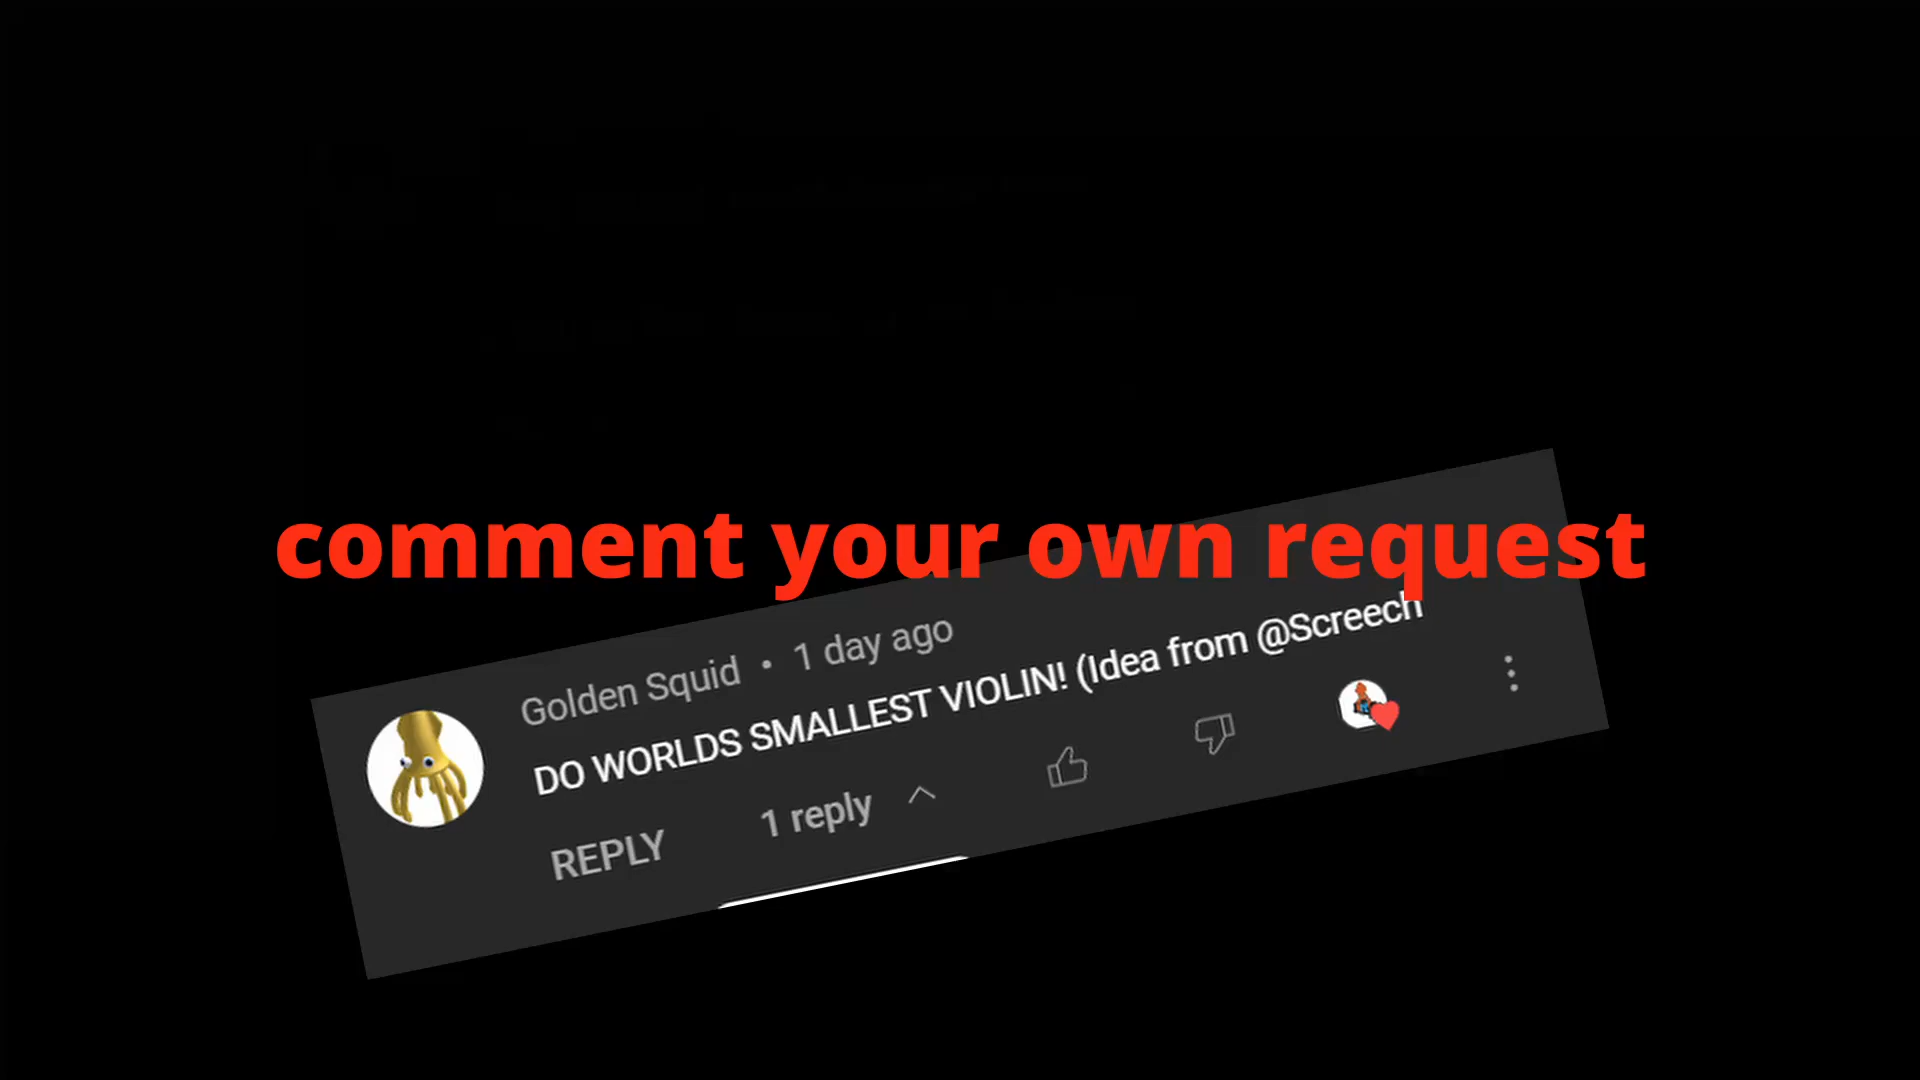 comment your own request
Golden Squid • 1 day ago
DO WORLDS SMALLEST VIOLIN! (Idea from @Screech
REPLY
1 reply